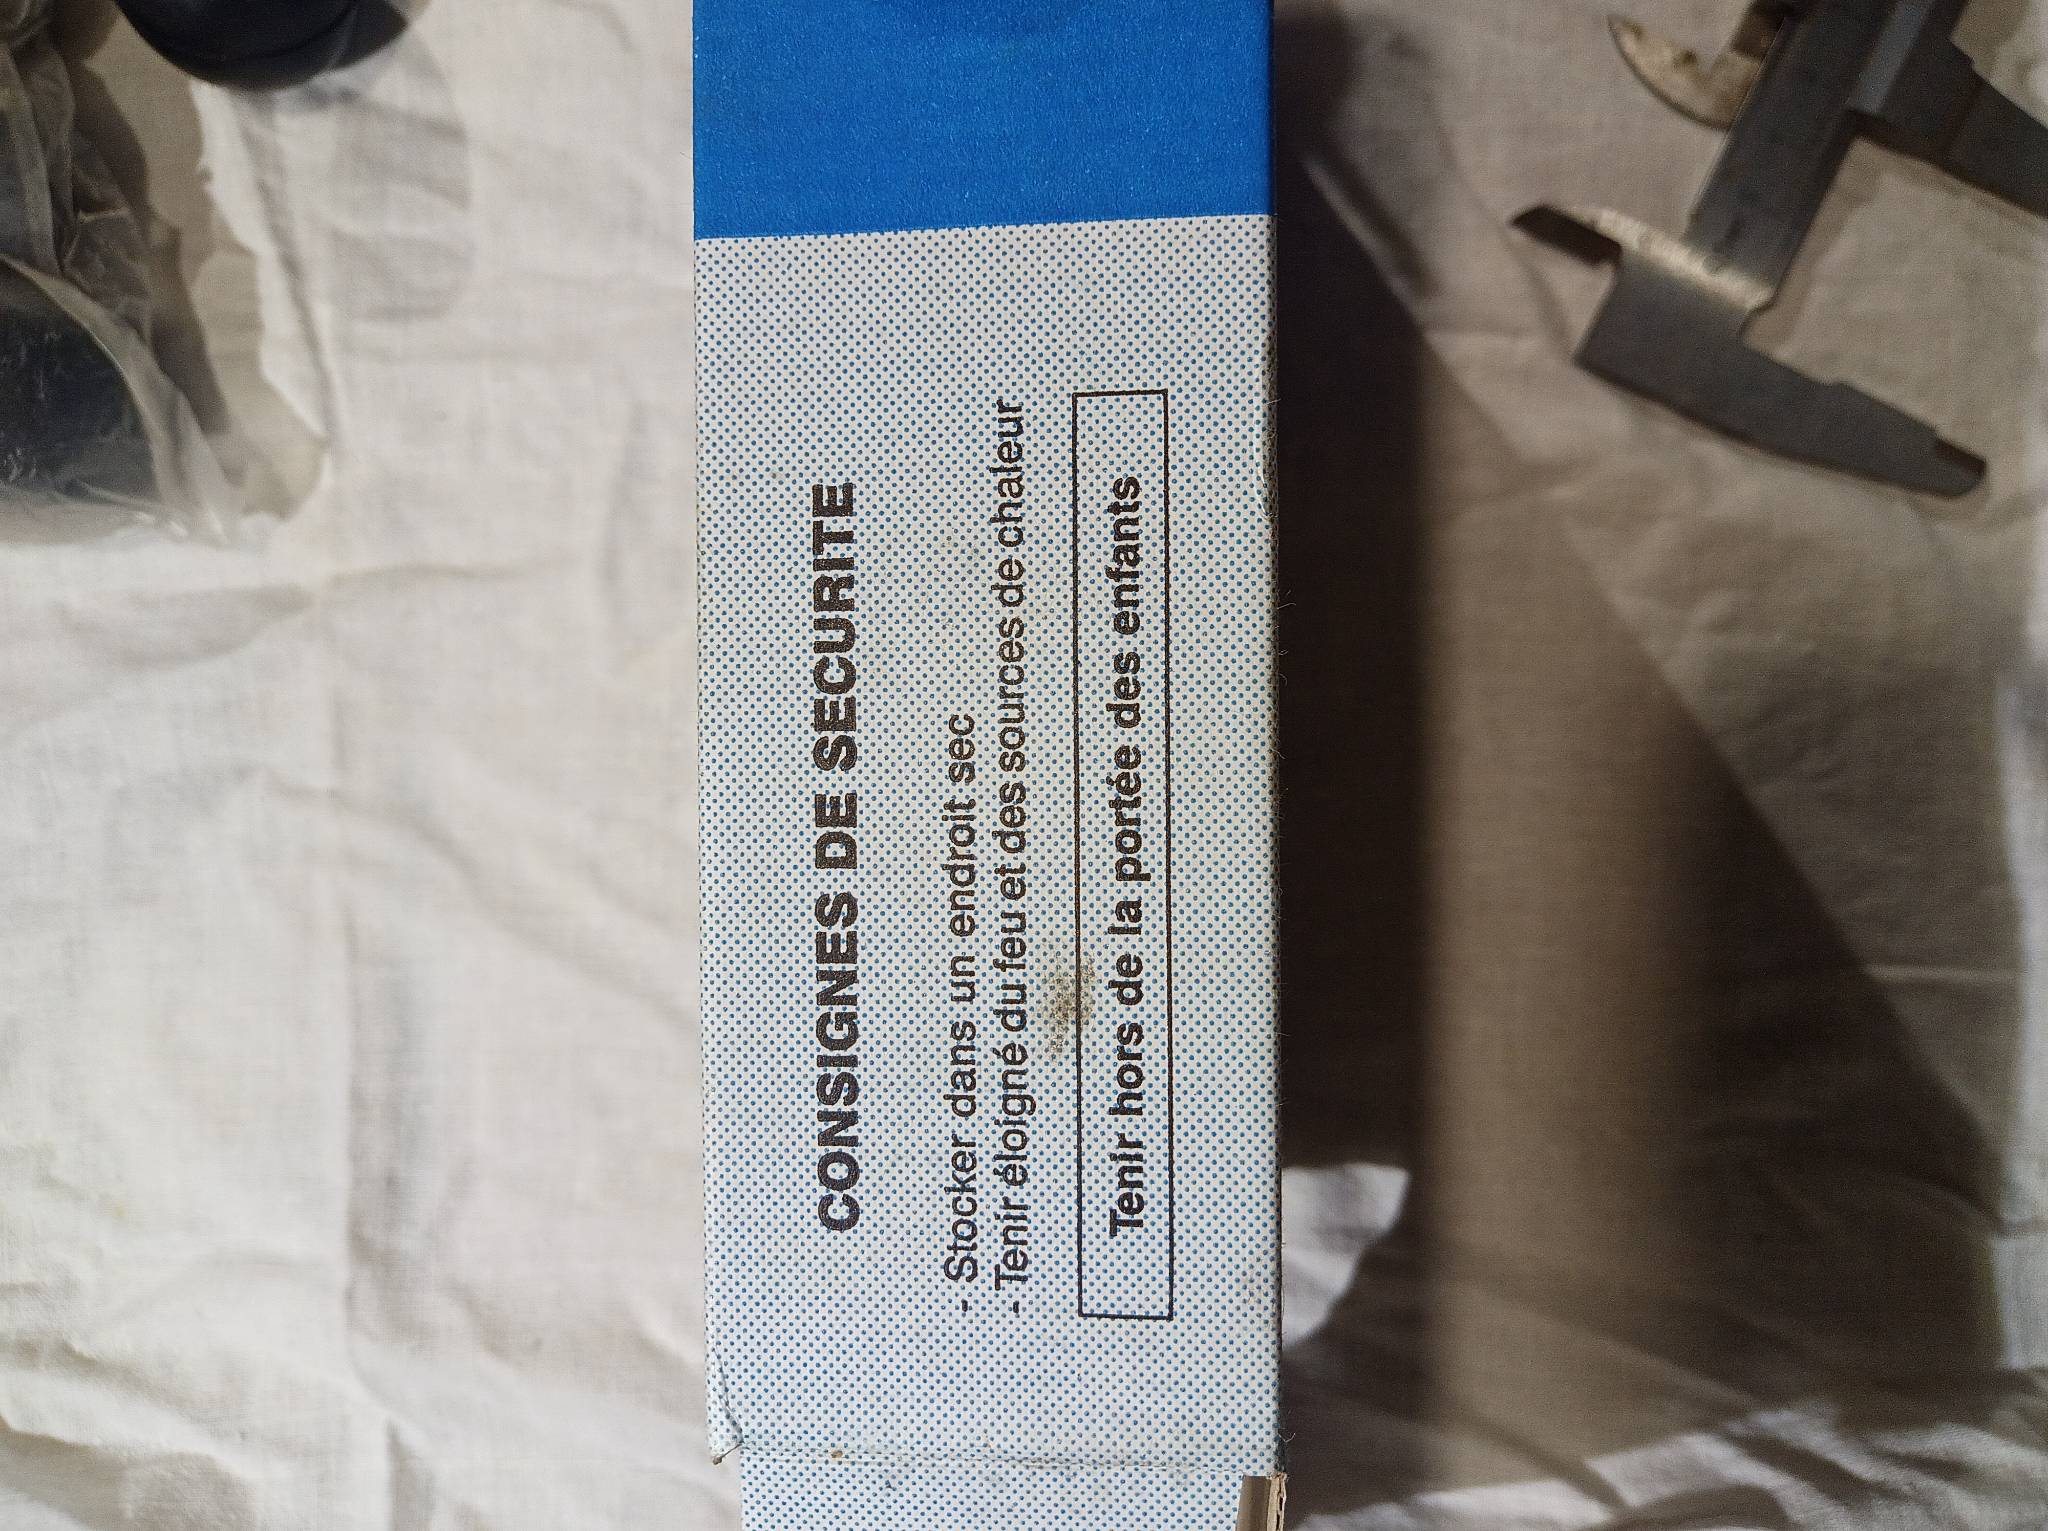 CONSIGNES DE SECURITE
- Stocker dans un endroit sec
- Tenir éloigné du feu et des sources de chaleur
Tenir hors de la portée des enfants